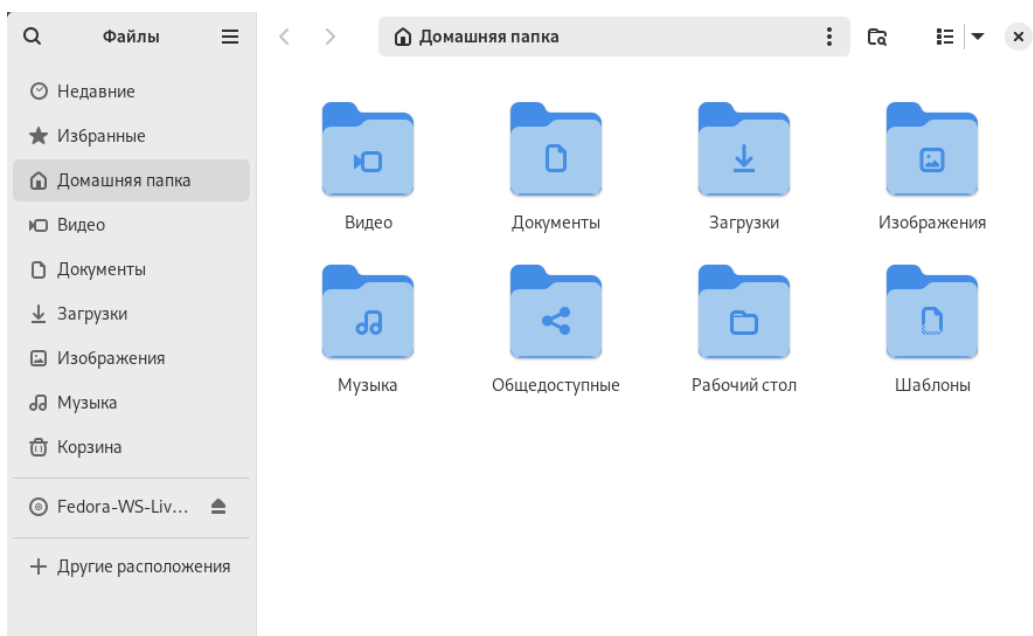 Файлы
Домашняя папка
Недавние
Избранные
Домашняя папка
Видео
Документы
Загрузки
Изображения
Музыка
Корзина
Fedora-WS-Liv...
Другие расположения
Видео
Документы
Загрузки
Изображения
Музыка
Общедоступные
Рабочий стол
Шаблоны